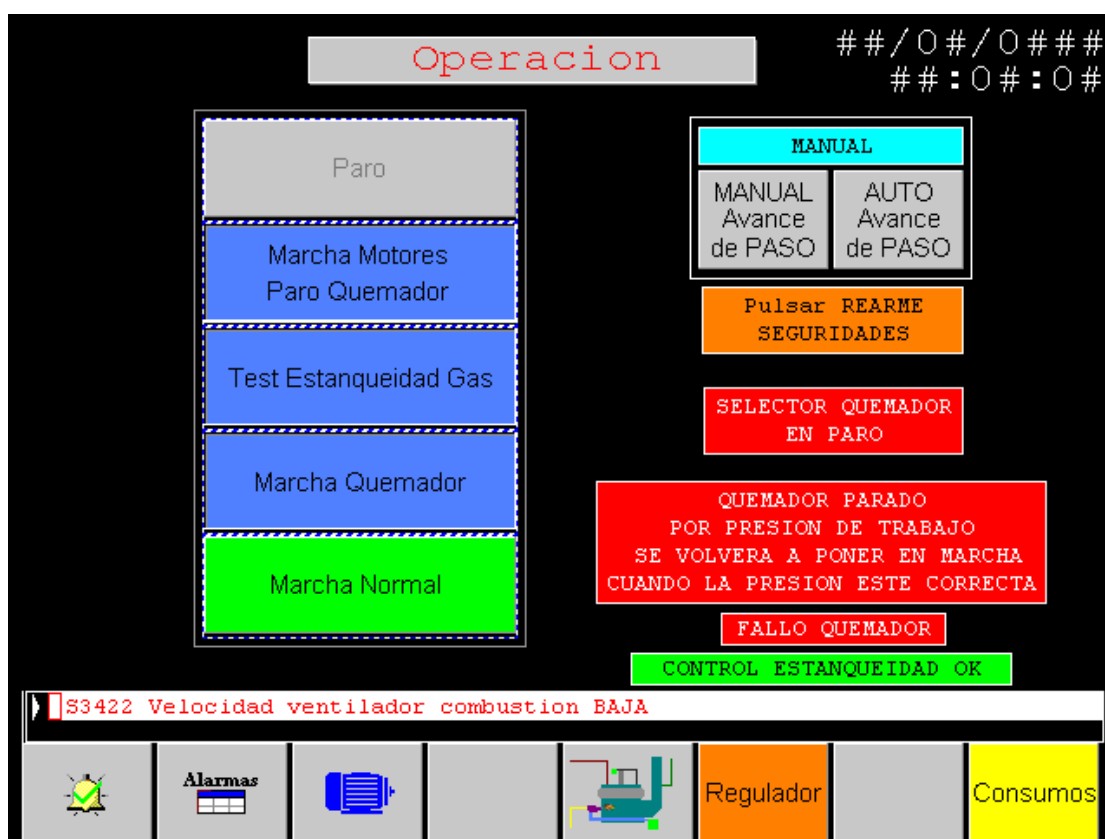 Operacion
##/0#/0###
##:0#:0#
Paro
Marcha Motores
Paro Quemador
Test Estanqueidad Gas
Marcha Quemador
Marcha Normal
MANUAL
MANUAL
Avance
de PASO
AUTO
Avance
de PASO
Pulsar REARME
SEGURIDADES
SELECTOR QUEMADOR
EN PARO
QUEMADOR PARADO
POR PRESION DE TRABAJO
SE VOLVERA A PONER EN MARCHA
CUANDO LA PRESION ESTE CORRECTA
FALLO QUEMADOR
CONTROL ESTANQUEIDAD OK
S3422 Velocidad ventilador combustion BAJA
Alarmas
Regulador
Consumos